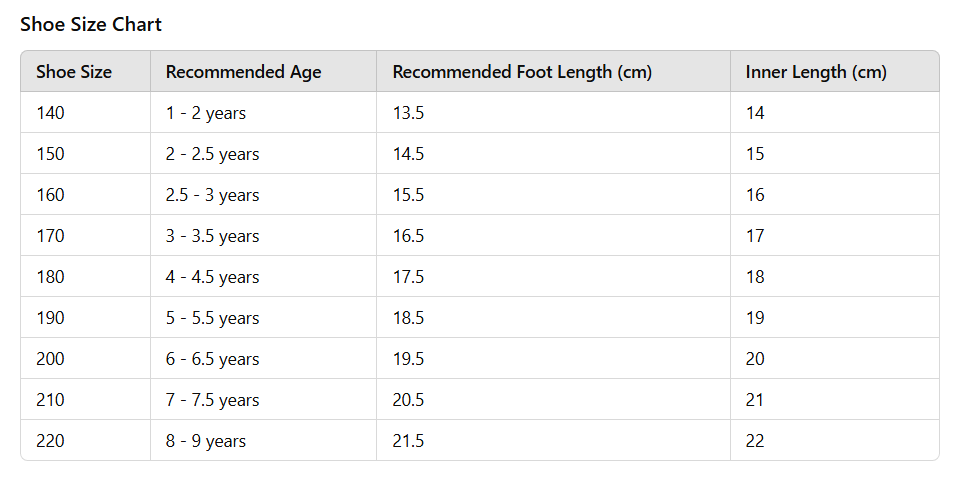 Shoe Size Chart
Shoe Size Recommended Age Recommended Foot Length (cm) Inner Length (cm)
140 1 - 2 years 13.5 14
150 2 - 2.5 years 14.5 15
160 2.5 - 3 years 15.5 16
170 3 - 3.5 years 16.5 17
180 4 - 4.5 years 17.5 18
190 5 - 5.5 years 18.5 19
200 6 - 6.5 years 19.5 20
210 7 - 7.5 years 20.5 21
220 8 - 9 years 21.5 22